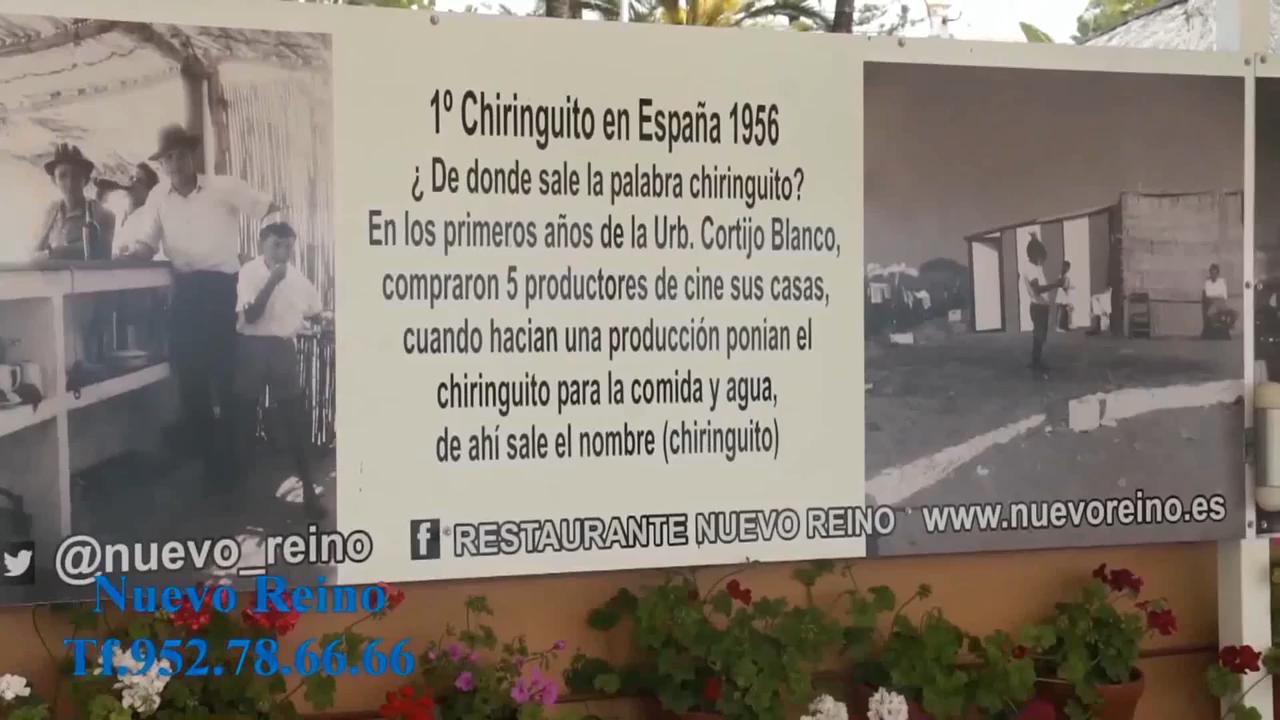 1º Chiringuito en España 1956
¿ De donde sale la palabra chiringuito?
En los primeros años de la Urb. Cortijo Blanco,
compraron 5 productores de cine sus casas,
cuando hacian una producción ponian el
chiringuito para la comida y agua,
de ahí sale el nombre (chiringuito)
@nuevo_reino
f RESTAURANTE NUEVO REINO
www.nuevoreino.es
Nuevo Reino
Tf.952.78.66.66